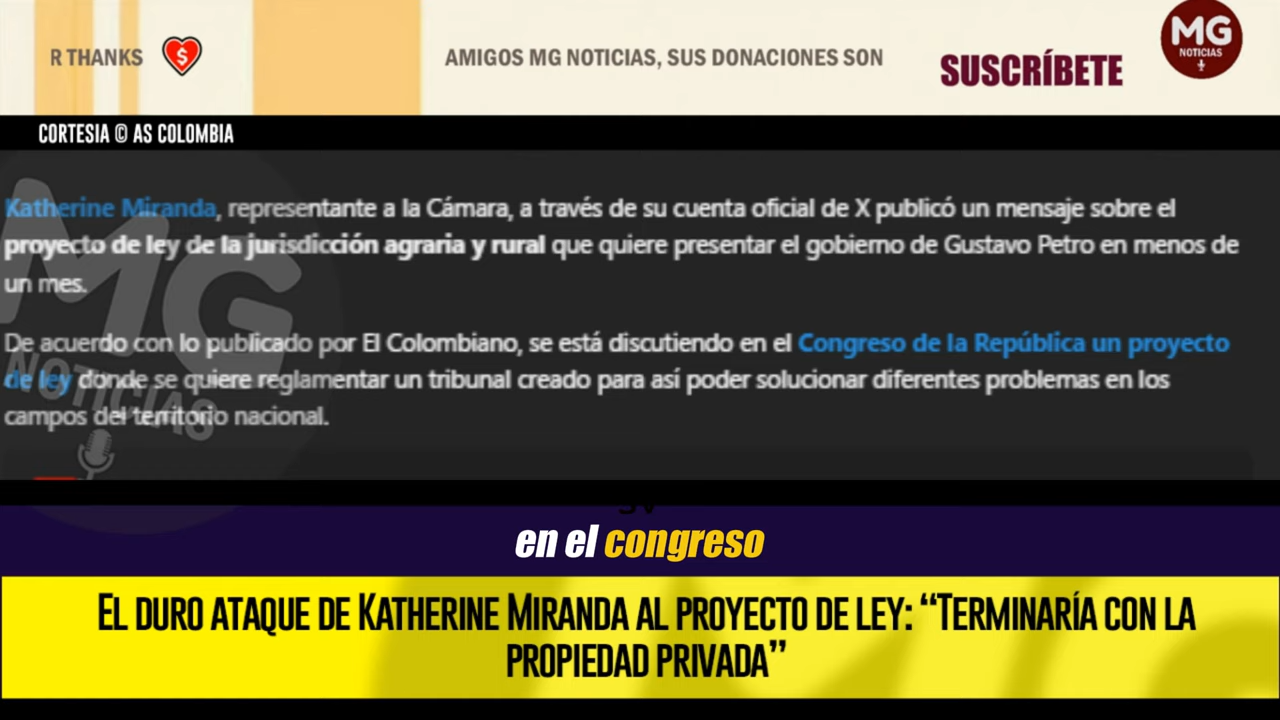 R THANKS
AMIGOS MG NOTICIAS, SUS DONACIONES SON
SUSCRÍBETE
MG
NOTICIAS
CORTESIA © AS COLOMBIA
Katherine Miranda, representante a la Cámara, a través de su cuenta oficial de X publicó un mensaje sobre el
proyecto de ley de la jurisdicción agraria y rural que quiere presentar el gobierno de Gustavo Petro en menos de
un mes.
De acuerdo con lo publicado por El Colombiano, se está discutiendo en el Congreso de la República un proyecto
de ley donde se quiere reglamentar un tribunal creado para así poder solucionar diferentes problemas en los
campos del territorio nacional.
MG
NOTICIAS
en el congreso
EL DURO ATAQUE DE KATHERINE MIRANDA AL PROYECTO DE LEY: “TERMINARÍA CON LA
PROPIEDAD PRIVADA”